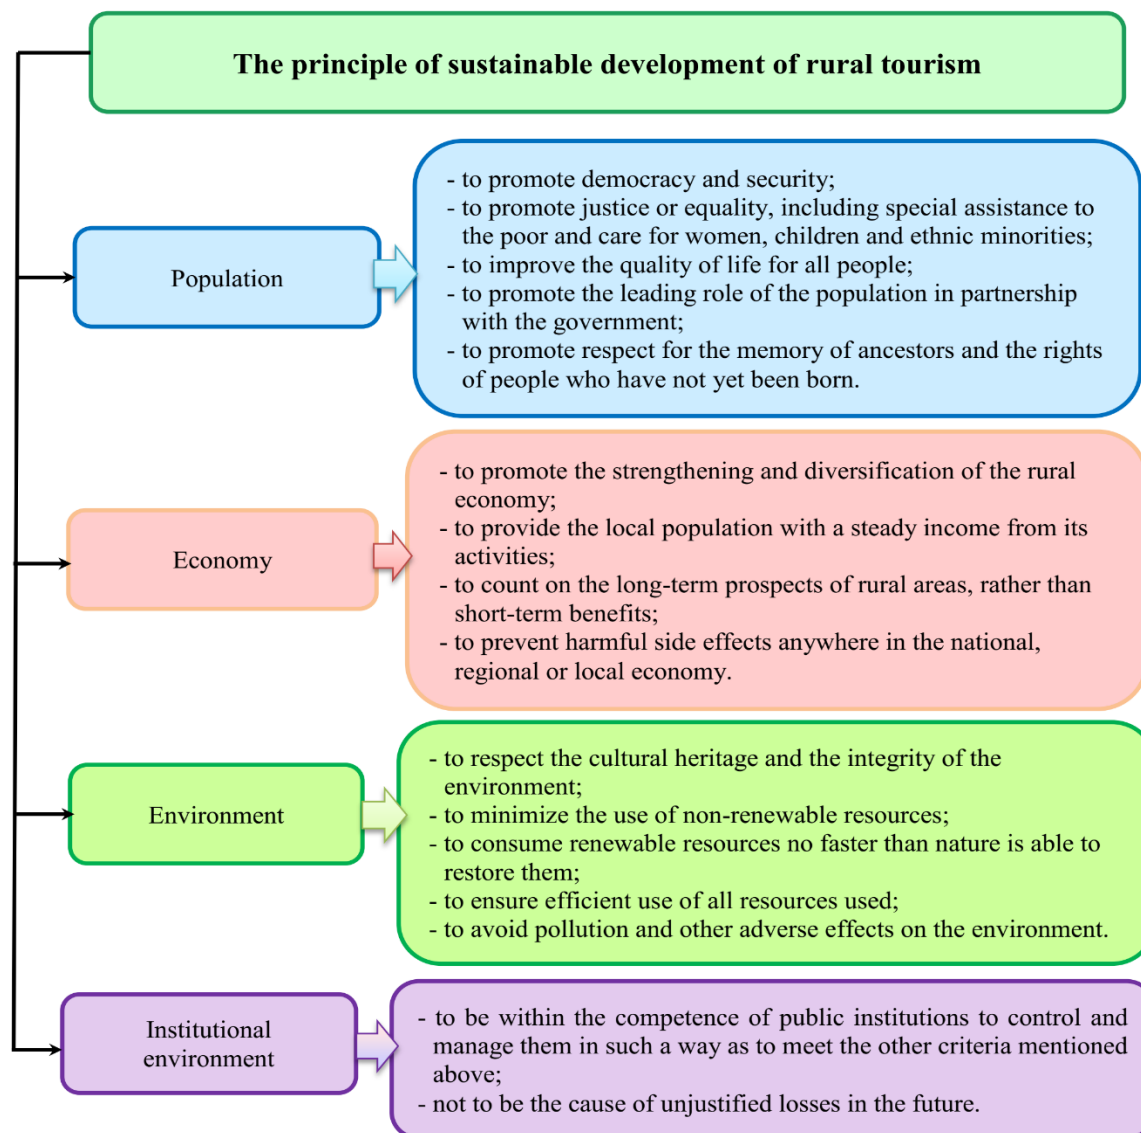 The principle of sustainable development of rural tourism
Population
- to promote democracy and security;
- to promote justice or equality, including special assistance to
the poor and care for women, children and ethnic minorities;
- to improve the quality of life for all people;
- to promote the leading role of the population in partnership
with the government;
- to promote respect for the memory of ancestors and the rights
of people who have not yet been born.
Economy
- to promote the strengthening and diversification of the rural
economy;
- to provide the local population with a steady income from its
activities;
- to count on the long-term prospects of rural areas, rather than
short-term benefits;
- to prevent harmful side effects anywhere in the national,
regional or local economy.
Environment
- to respect the cultural heritage and the integrity of the
environment;
- to minimize the use of non-renewable resources;
- to consume renewable resources no faster than nature is able to
restore them;
- to ensure efficient use of all resources used;
- to avoid pollution and other adverse effects on the environment.
Institutional
environment
- to be within the competence of public institutions to control and
manage them in such a way as to meet the other criteria mentioned
above;
- not to be the cause of unjustified losses in the future.